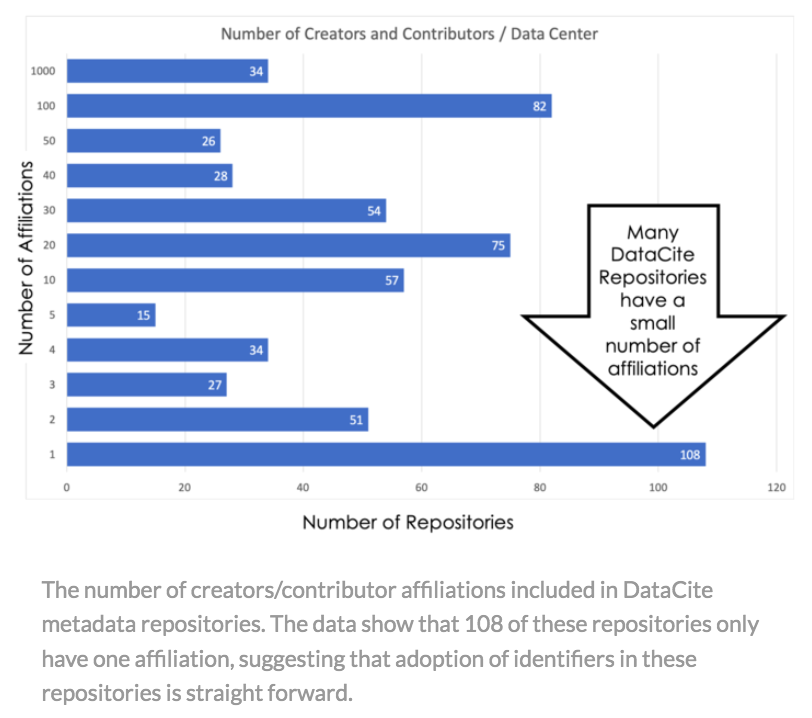 Number of Creators and Contributors / Data Center
Number of Affiliations
1000 34
100 82
50 26
40 28
30 54
20 75
10 57
5 15
4 34
3 27
2 51
1 108
Many
DataCite
Repositories
have a
small
number of
affiliations
0 20 40 60 80 100 120
Number of Repositories
The number of creators/contributor affiliations included in DataCite
metadata repositories. The data show that 108 of these repositories only
have one affiliation, suggesting that adoption of identifiers in these
repositories is straight forward.